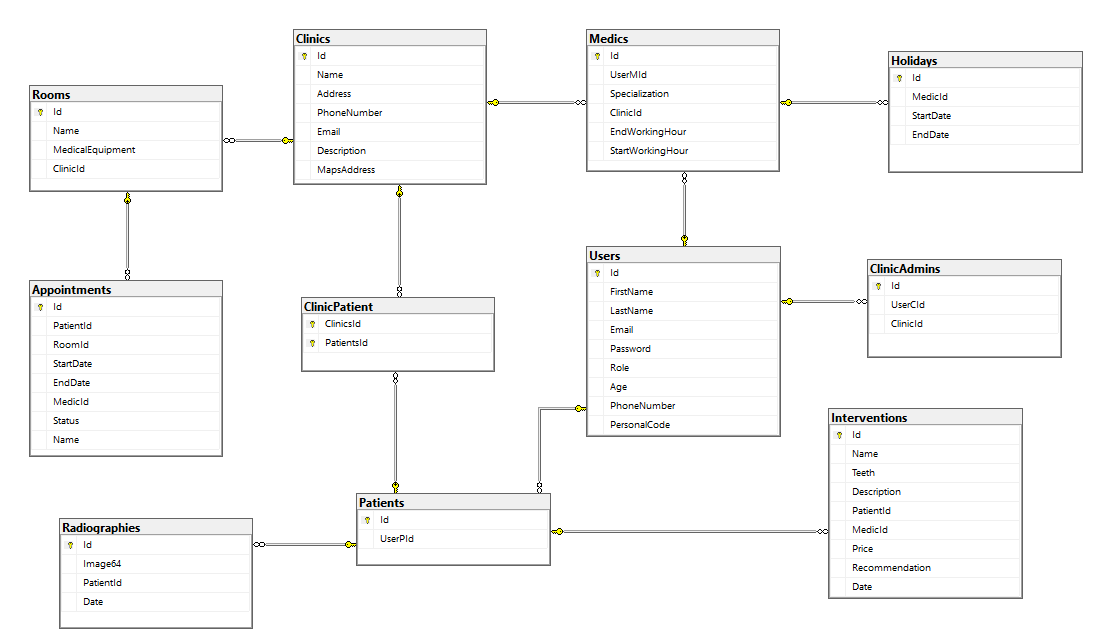 Clinics
Id
Name
Address
PhoneNumber
Email
Description
MapsAddress
Medics
Id
UserMId
Specialization
ClinicId
EndWorkingHour
StartWorkingHour
Holidays
Id
MedicId
StartDate
EndDate
Rooms
Id
Name
MedicalEquipment
ClinicId
Users
Id
FirstName
LastName
Email
Password
Role
Age
PhoneNumber
PersonalCode
ClinicAdmins
Id
UserCId
ClinicId
Appointments
Id
PatientId
RoomId
StartDate
EndDate
MedicId
Status
Name
ClinicPatient
ClinicsId
PatientsId
Interventions
Id
Name
Teeth
Description
PatientId
MedicId
Price
Recommendation
Date
Patients
Id
UserPId
Radiographies
Id
Image64
PatientId
Date